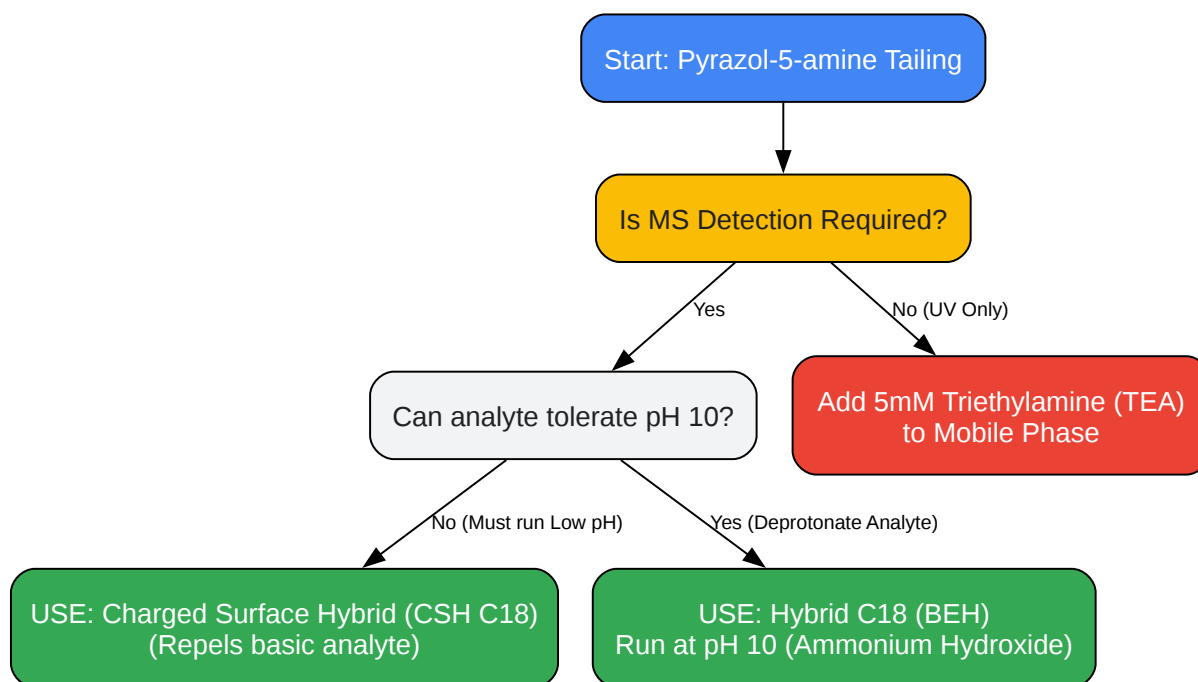 Start: Pyrazol-5-amine Tailing
Is MS Detection Required?
Yes
No (UV Only)
Can analyte tolerate pH 10?
Add 5mM Triethylamine (TEA)
to Mobile Phase
No (Must run Low pH)
Yes (Deprotonate Analyte)
USE: Charged Surface Hybrid (CSH C18)
(Repels basic analyte)
USE: Hybrid C18 (BEH)
Run at pH 10 (Ammonium Hydroxide)